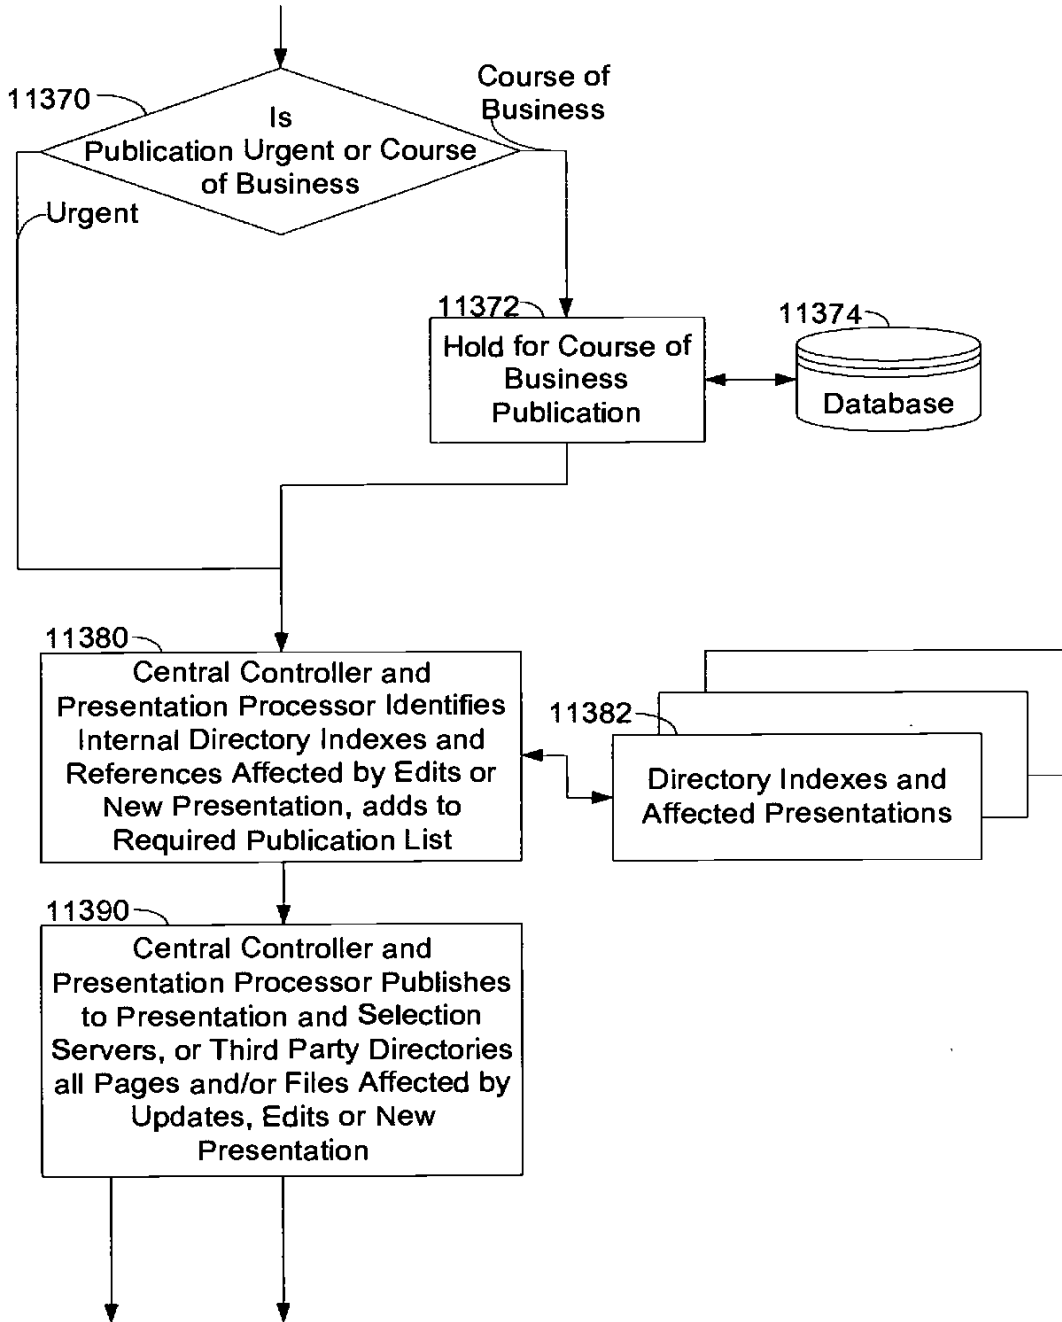 11370
Is
Publication Urgent or Course
of Business
Course of
Business
Urgent
11372
Hold for Course of
Business
Publication
11374
Database
11380
Central Controller and
Presentation Processor Identifies
Internal Directory Indexes and
References Affected by Edits or
New Presentation, adds to
Required Publication List
11382
Directory Indexes and
Affected Presentations
11390
Central Controller and
Presentation Processor Publishes
to Presentation and Selection
Servers, or Third Party Directories
all Pages and/or Files Affected by
Updates, Edits or New
Presentation